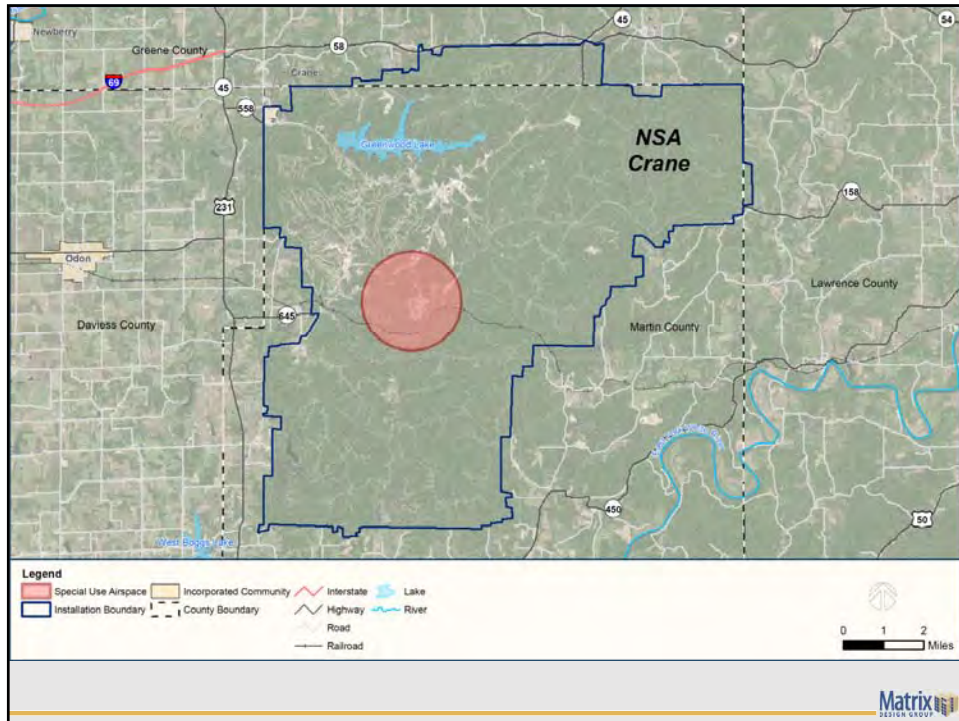 Newberry
Greene County
58
45
54
69
45
Crane
558
Greenwood Lake
NSA
Crane
231
158
Odon
Daviess County
645
Martin County
Lawrence County
450
50
West Boggs Lake
Legend
Special Use Airspace
Incorporated Community
Interstate
Lake
Installation Boundary
County Boundary
Highway
River
Road
Railroad
0 1 2
Miles
Matrix
DESIGN GROUP